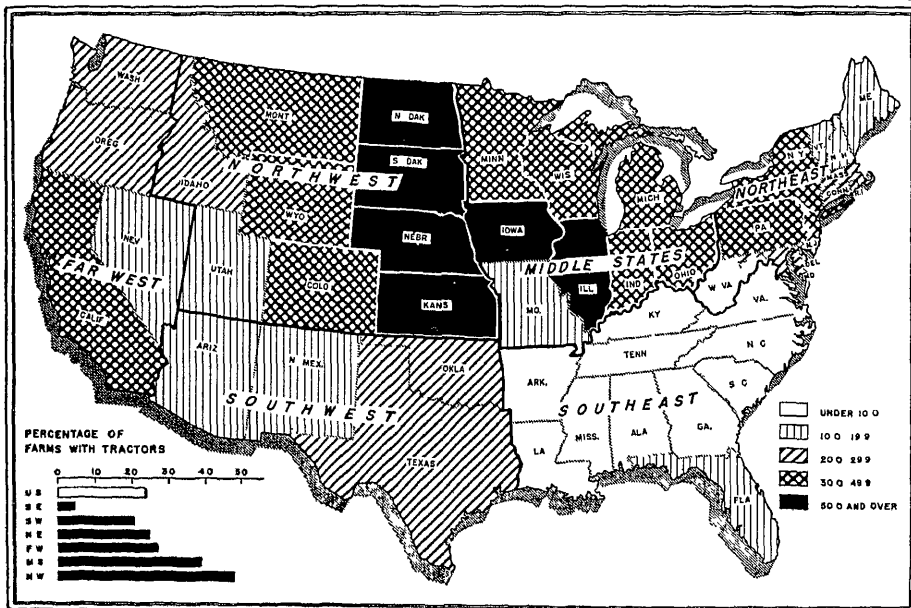 WASH
OREG
IDAHO
MONT
N DAK
S DAK
NORTHWEST
WYO
NEBR.
KANS
MINN
WIS
IOWA
MICH
MIDDLE STATES
ILL
IND
OHIO
MO.
ME
VT.
N H
MASS
CONN
R I
N Y
NORTHEAST
PA
N J
DEL
NEV.
FAR WEST
CALIF
UTAH
COLO
ARIZ
N MEX.
SOUTHWEST
OKLA
TEXAS
W VA
VA.
KY
N C
TENN
S C
ARK.
SOUTHEAST
LA
MISS.
ALA
GA.
FLA
PERCENTAGE OF
FARMS WITH TRACTORS
0 10 20 30 40 50
US
SE
SW
NE
FW
MS
NW
UNDER 10 0
10 0 19.9
20 0 29.9
30 0 49.9
50 0 AND OVER